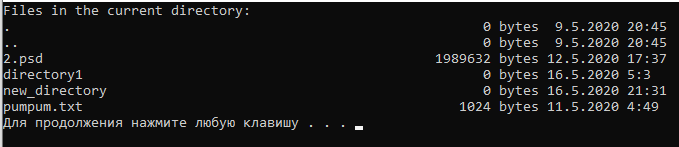 Files in the current directory:
. 0 bytes 9.5.2020 20:45
.. 0 bytes 9.5.2020 20:45
2.psd 1989632 bytes 12.5.2020 17:37
directory1 0 bytes 16.5.2020 5:3
new_directory 0 bytes 16.5.2020 21:31
pumpum.txt 1024 bytes 11.5.2020 4:49
Для продолжения нажмите любую клавишу . . .